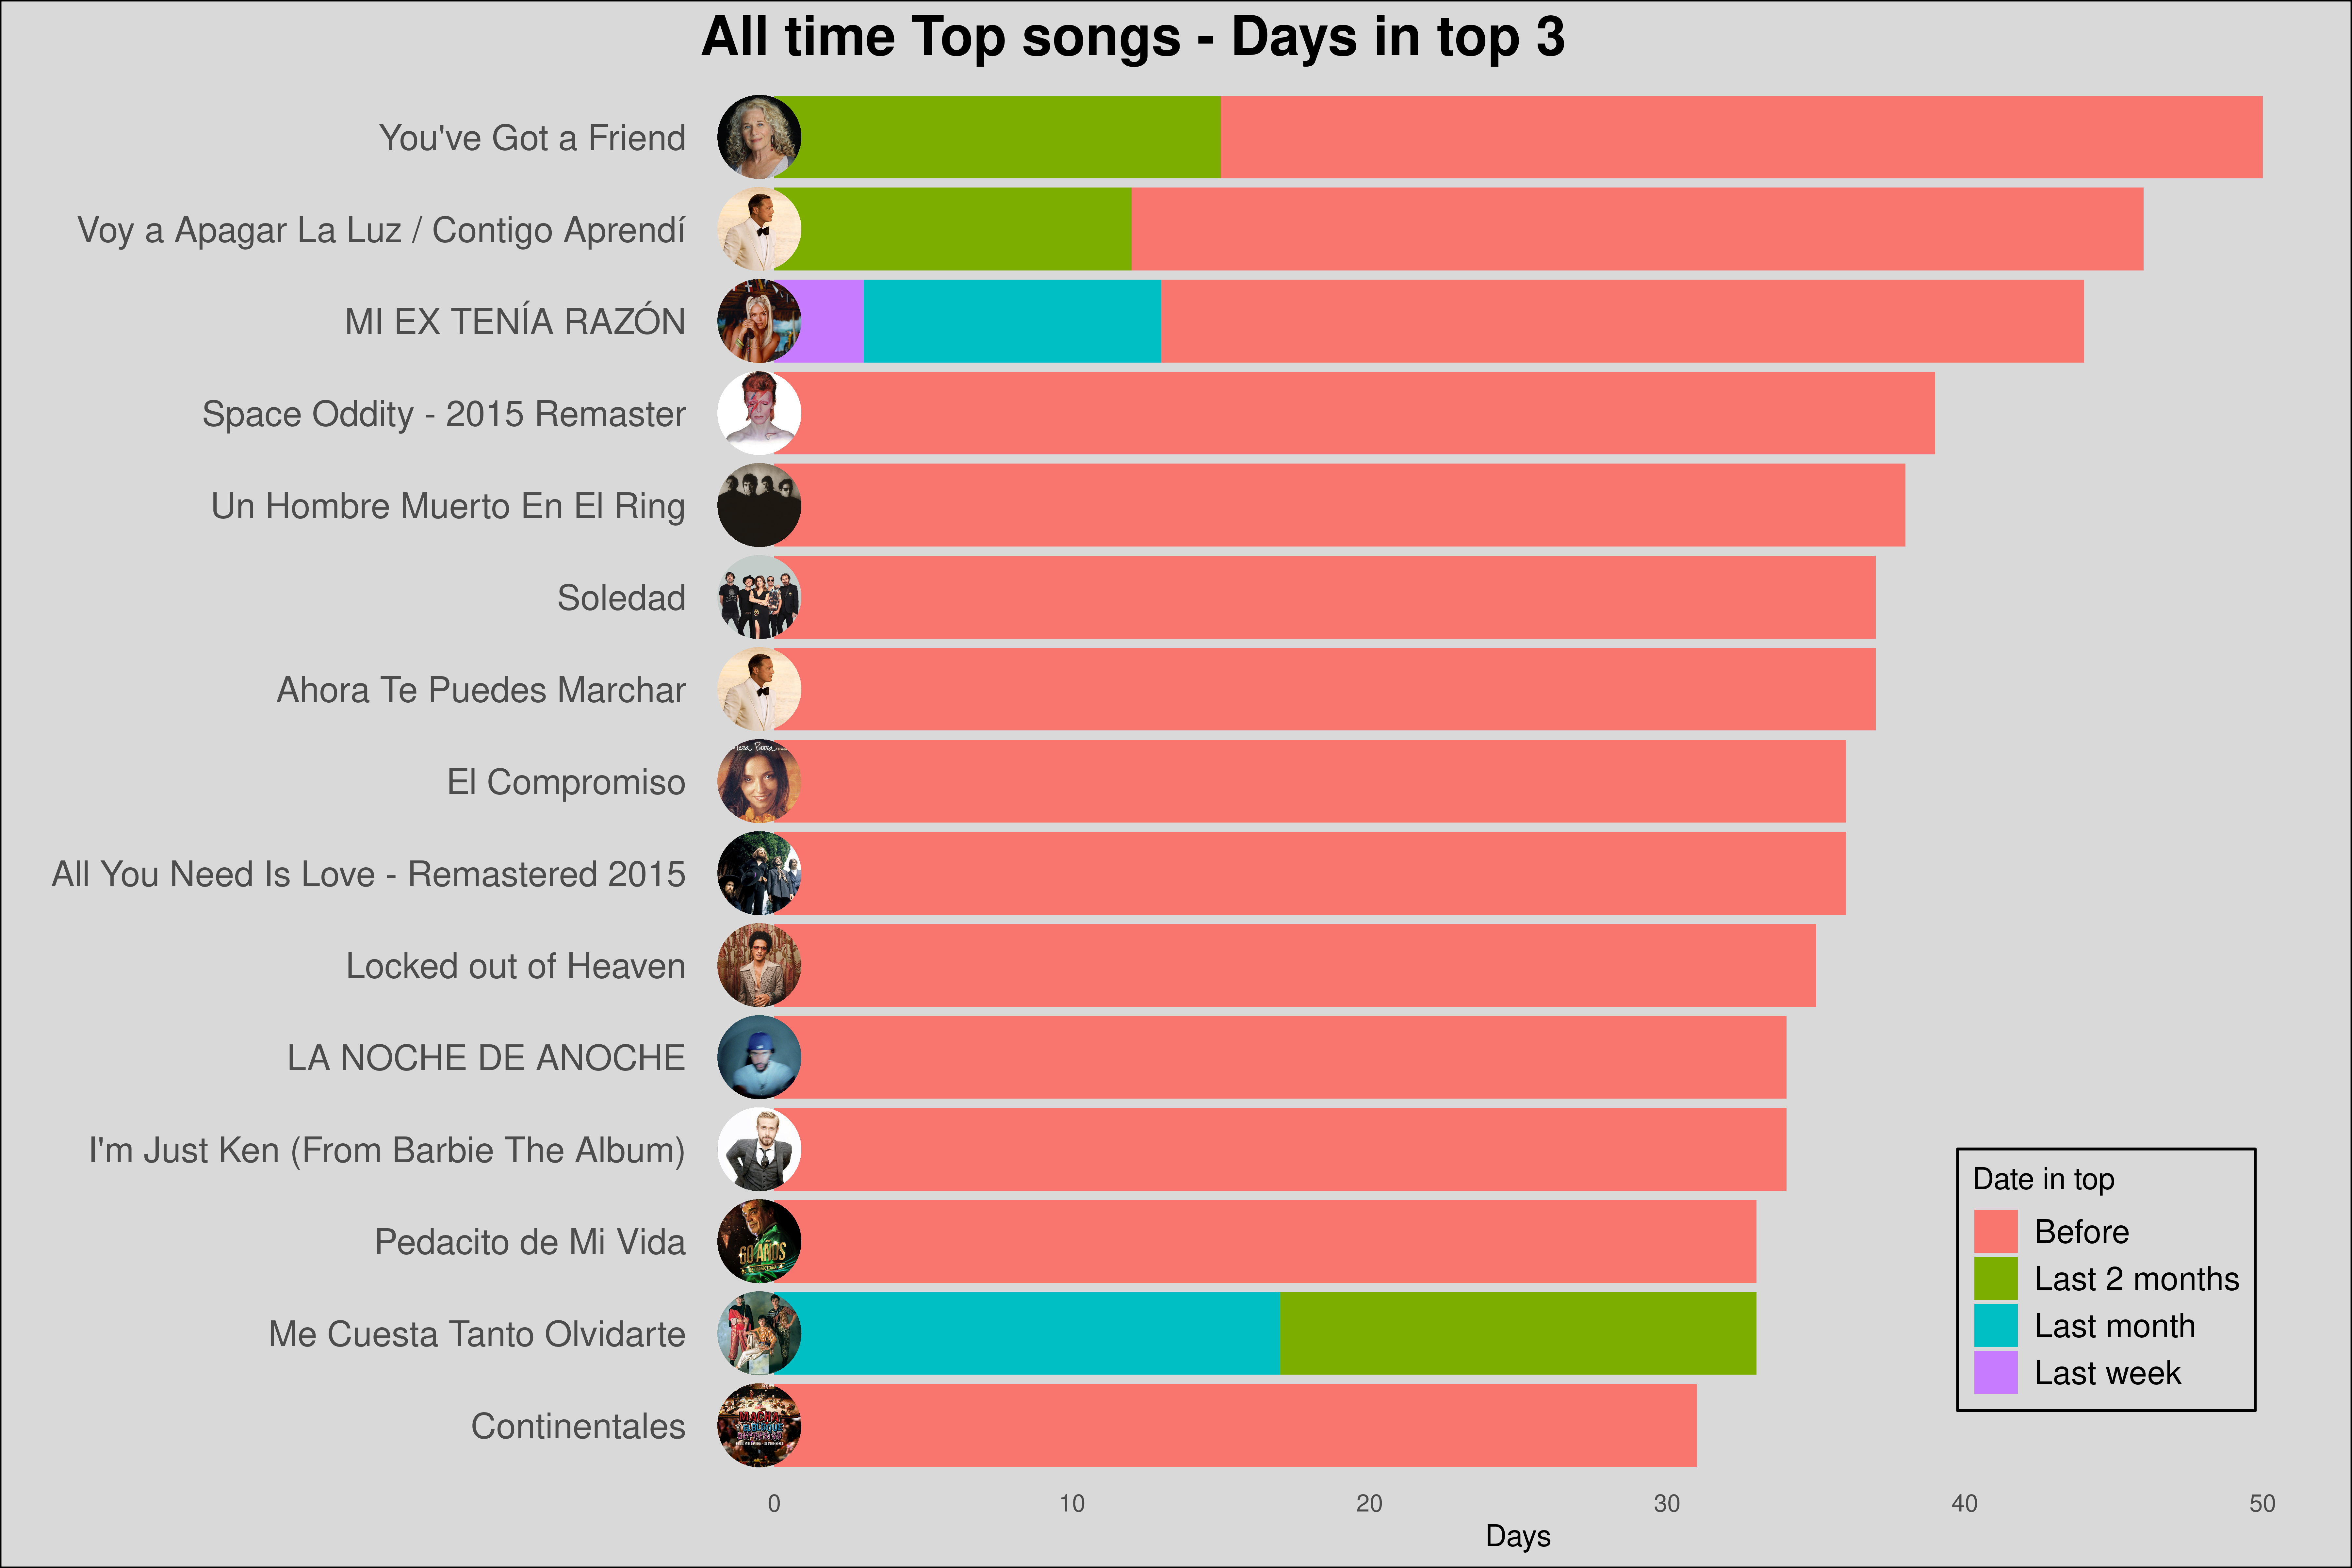 All time Top songs - Days in top 3
You've Got a Friend
Voy a Apagar La Luz / Contigo Aprendí
MI EX TENÍA RAZÓN
Space Oddity - 2015 Remaster
Un Hombre Muerto En El Ring
Soledad
Ahora Te Puedes Marchar
El Compromiso
All You Need Is Love - Remastered 2015
Locked out of Heaven
LA NOCHE DE ANOCHE
I'm Just Ken (From Barbie The Album)
Pedacito de Mi Vida
60 AÑOS
Me Cuesta Tanto Olvidarte
Continentales
MACHA
Date in top
Before
Last 2 months
Last month
Last week
0 10 20 30 40 50
Days